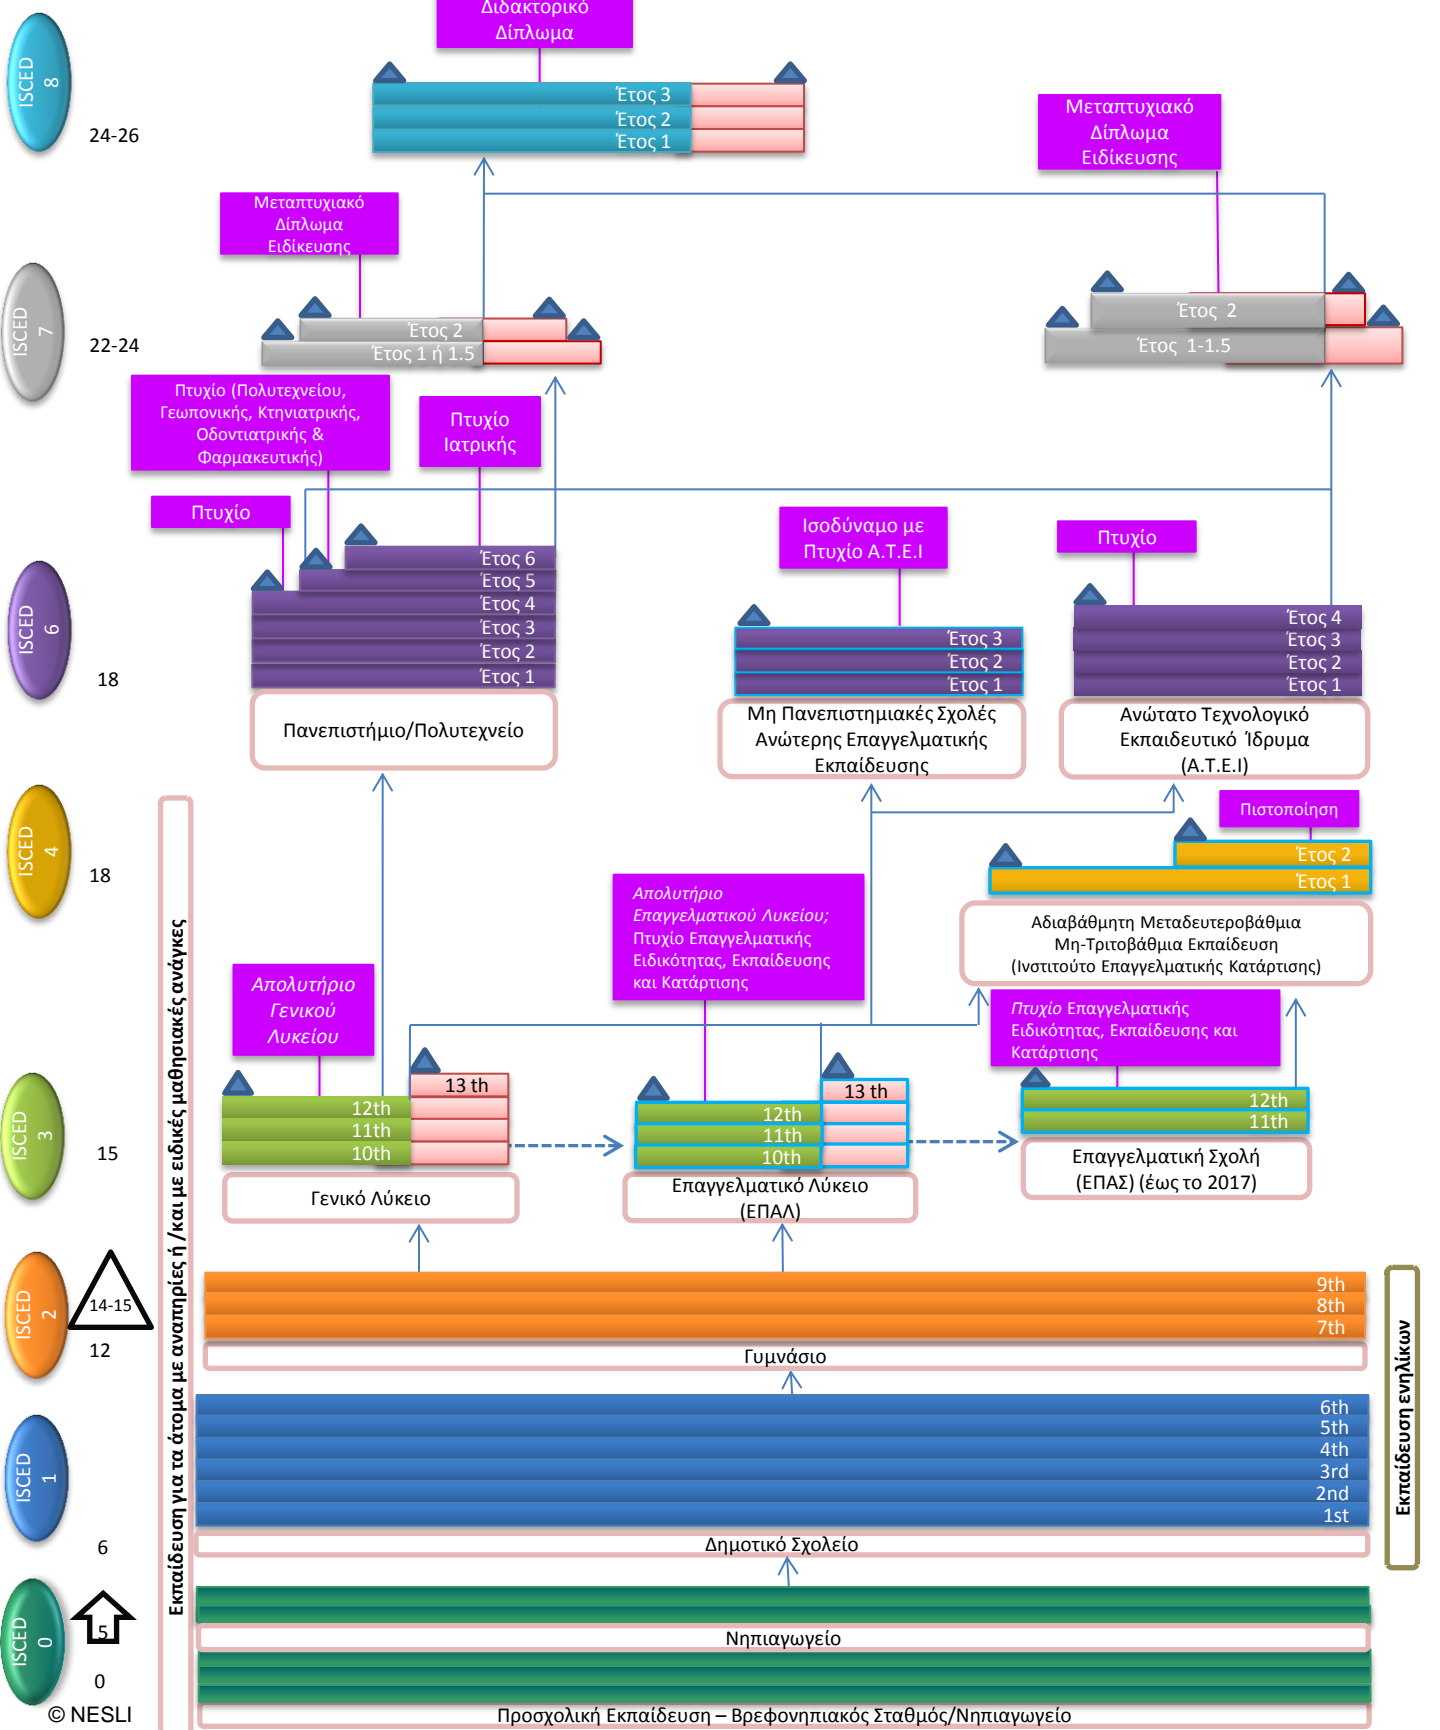 Διδακτορικό
Δίπλωμα
ISCED
8
Έτος 3
Έτος 2
Έτος 1
24-26
Μεταπτυχιακό
Δίπλωμα
Ειδίκευσης
Μεταπτυχιακό
Δίπλωμα
Ειδίκευσης
ISCED
7
22-24
Έτος 2
Έτος 1 ή 1.5
Έτος  2
Έτος  1-1.5
Πτυχίο (Πολυτεχνείου,
Γεωπονικής, Κτηνιατρικής,
Οδοντιατρικής &
Φαρμακευτικής)
Πτυχίο
Ιατρικής
Πτυχίο
Ισοδύναμο με
Πτυχίο Α.Τ.Ε.Ι
Πτυχίο
ISCED
6
18
Έτος 6
Έτος 5
Έτος 4
Έτος 3
Έτος 2
Έτος 1
Έτος 3
Έτος 2
Έτος 1
Έτος 4
Έτος 3
Έτος 2
Έτος 1
Πανεπιστήμιο/Πολυτεχνείο
Μη Πανεπιστημιακές Σχολές
Ανώτερης Επαγγελματικής
Εκπαίδευσης
Ανώτατο Τεχνολογικό
Εκπαιδευτικό  Ίδρυμα
(Α.Τ.Ε.Ι)
ISCED
4
18
Πιστοποίηση
Έτος 2
Έτος 1
Αδιαβάθμητη Μεταδευτεροβάθμια
Μη-Τριτοβάθμια Εκπαίδευση
(Ινστιτούτο Επαγγελματικής Κατάρτισης)
Απολυτήριο
Επαγγελματικού Λυκείου;
Πτυχίο Επαγγελματικής
Ειδικότητας, Εκπαίδευσης
και Κατάρτισης
Απολυτήριο
Γενικού
Λυκείου
Πτυχίο Επαγγελματικής
Ειδικότητας, Εκπαίδευσης και
Κατάρτισης
ISCED
3
15
13 th
12th
11th
10th
13 th
12th
11th
10th
12th
11th
Γενικό Λύκειο
Επαγγελματικό Λύκειο
(ΕΠΑΛ)
Επαγγελματική Σχολή
(ΕΠΑΣ) (έως το 2017)
ISCED
2
14-15
12
9th
8th
7th
Γυμνάσιο
ISCED
1
6
6th
5th
4th
3rd
2nd
1st
Δημοτικό Σχολείο
Εκπαίδευση για τα άτομα με αναπηρίες ή /και με ειδικές μαθησιακές ανάγκες
Εκπαίδευση ενηλίκων
ISCED
0
5
0
Νηπιαγωγείο
Προσχολική Εκπαίδευση – Βρεφονηπιακός Σταθμός/Νηπιαγωγείο
© NESLI